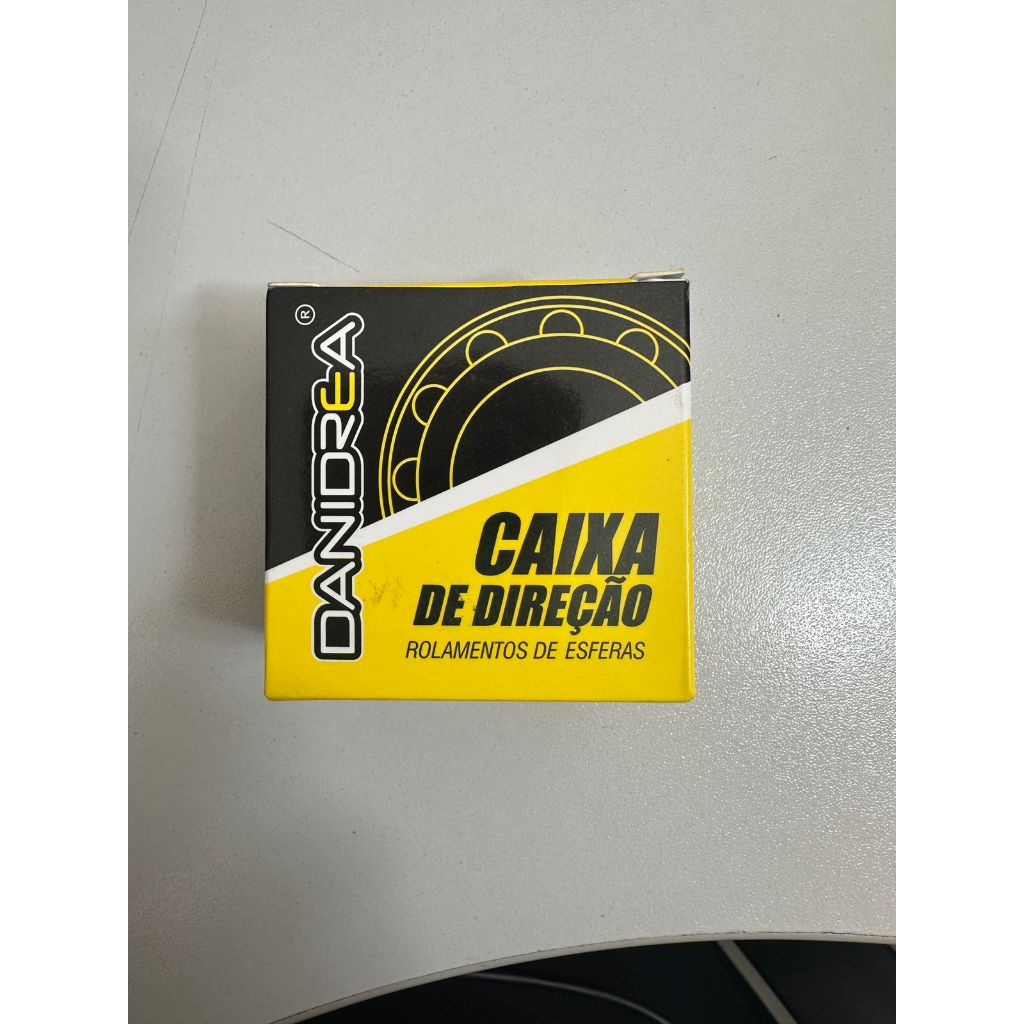 DANIDREA®
CAIXA
DE DIREÇÃO
ROLAMENTOS DE ESFERAS